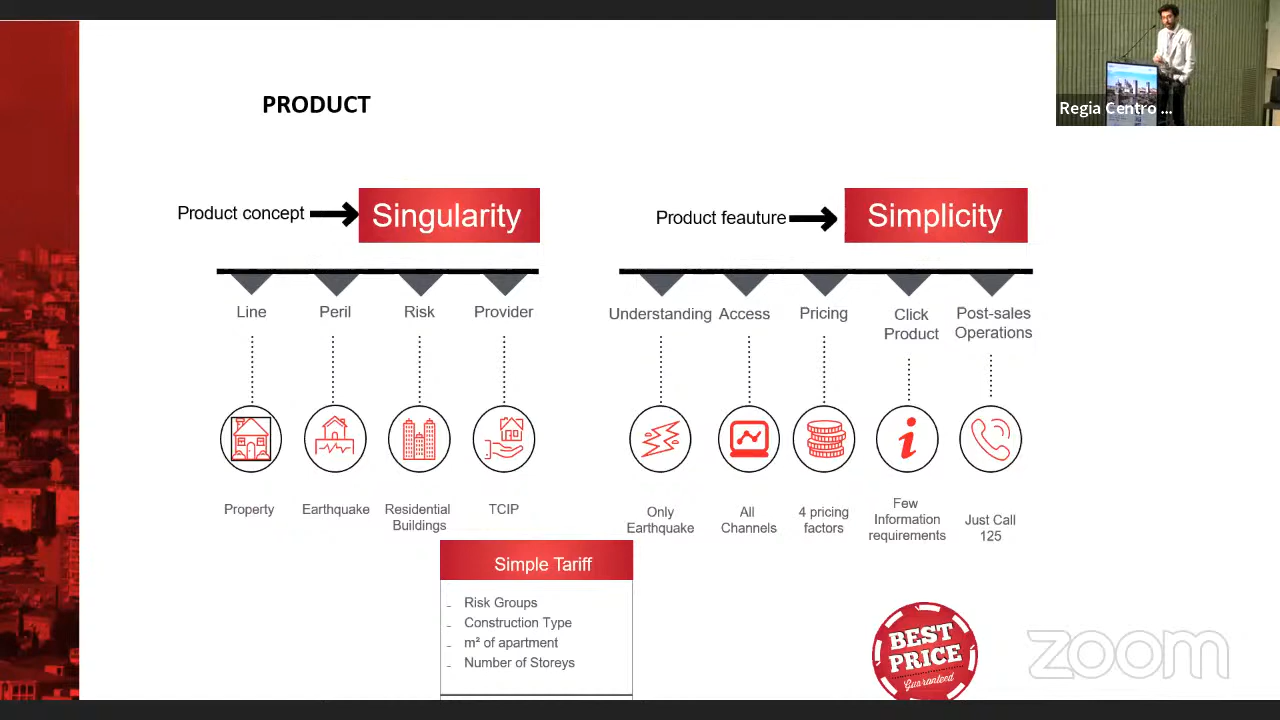 Regia Centro ...
PRODUCT
Product concept
Singularity
Line
Peril
Risk
Provider
Property
Earthquake
Residential
Buildings
TCIP
Product feauture
Simplicity
Understanding
Access
Pricing
Click
Product
Post-sales
Operations
Only
Earthquake
All
Channels
4 pricing
factors
Few
Information
requirements
Just Call
125
Simple Tariff
- Risk Groups
- Construction Type
- m² of apartment
- Number of Storeys
BEST
PRICE
Guaranteed
zoom